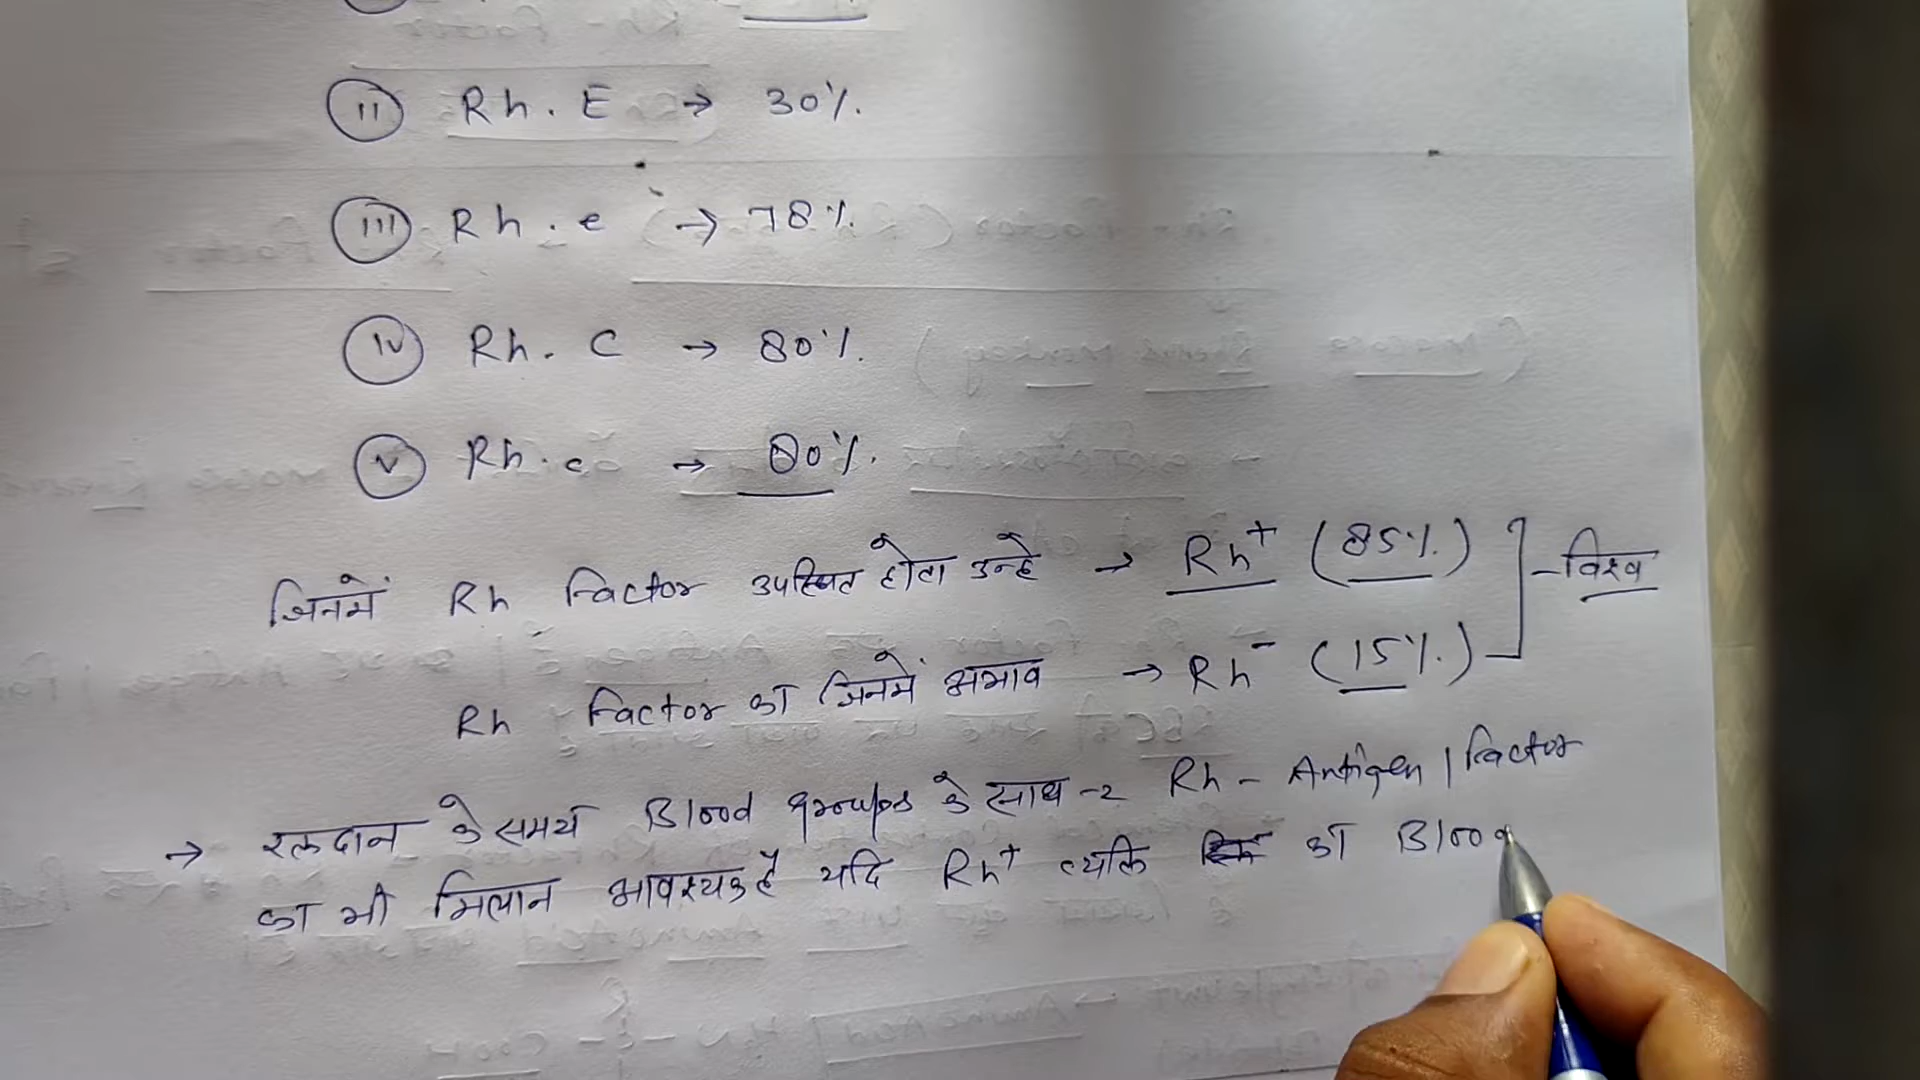 (ii) Rh. E → 30%.
(iii) Rh. e → 78%.
(iv) Rh. C → 80%.
(v) Rh. c → 80%.
जिनमें Rh Factor उपस्थित होता उन्हे → Rh⁺ (85%.) ] – विश्व
Rh Factor का जिनमें अभाव → Rh⁻ (15%.)
→ रक्तदान के समय Blood groups के साथ-2 Rh - Antigen / Factor
का भी मिलान आवश्यक है यदि Rh⁺ व्यक्ति का Blood